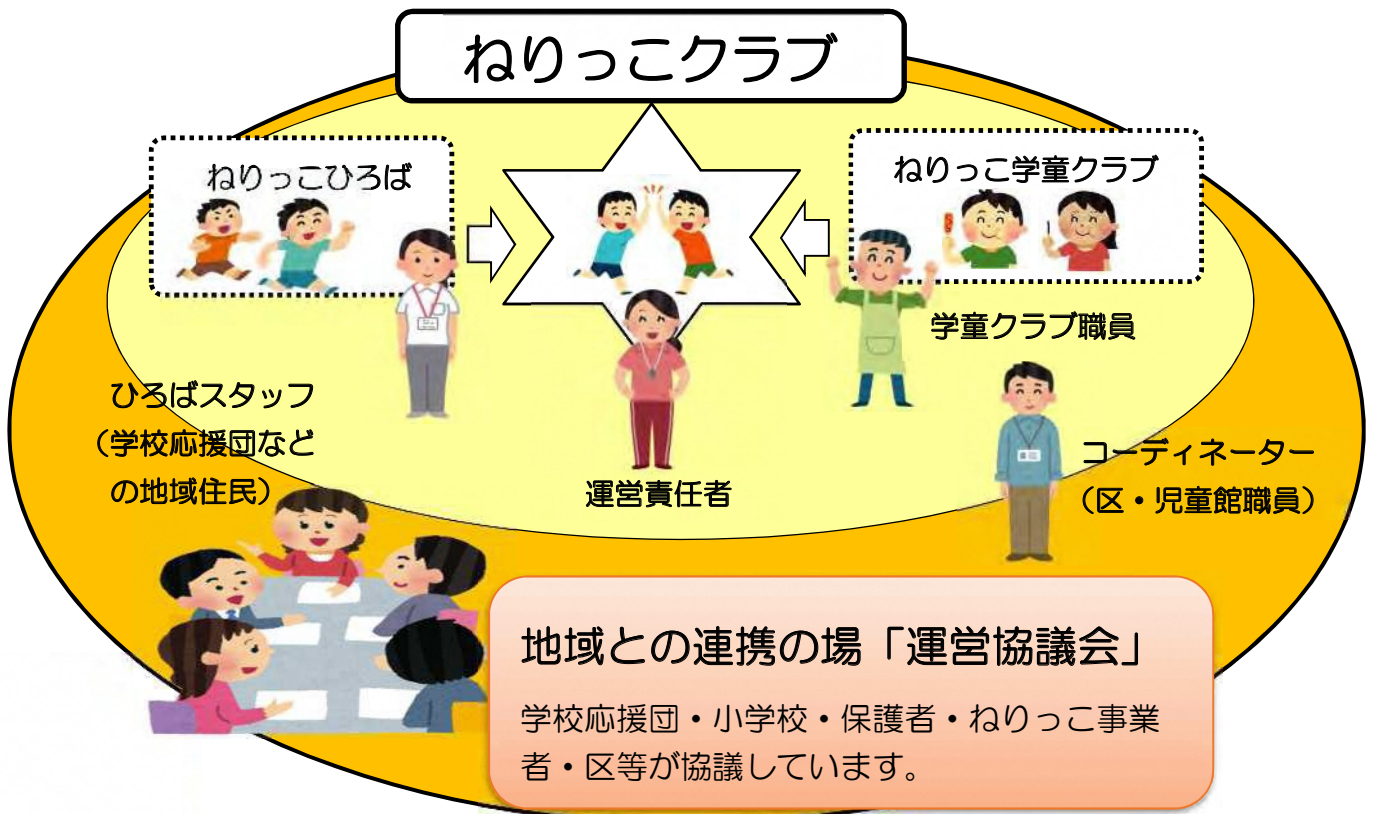 ねりっこクラブ
ねりっこひろば
ねりっこ学童クラブ
学童クラブ職員
ひろばスタッフ
（学校応援団など
の地域住民）
コーディネーター
（区・児童館職員）
運営責任者
地域との連携の場「運営協議会」
学校応援団・小学校・保護者・ねりっこ事業
者・区等が協議しています。